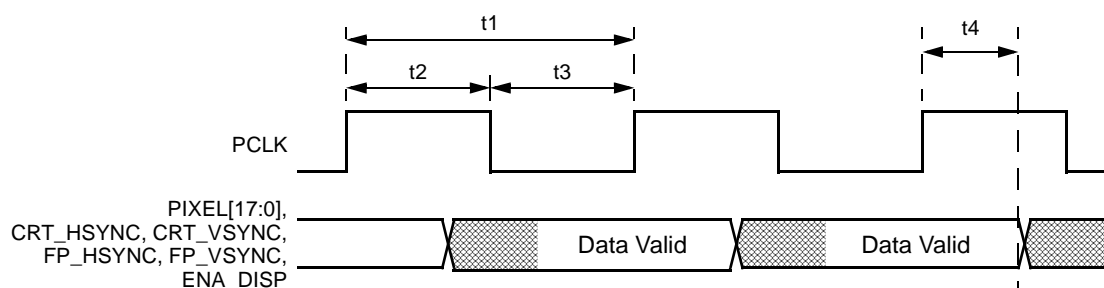 t1
t4
t2
t3
PCLK
PIXEL[17:0],
CRT_HSYNC, CRT_VSYNC,
FP_HSYNC, FP_VSYNC,
ENA_DISP
Data Valid
Data Valid